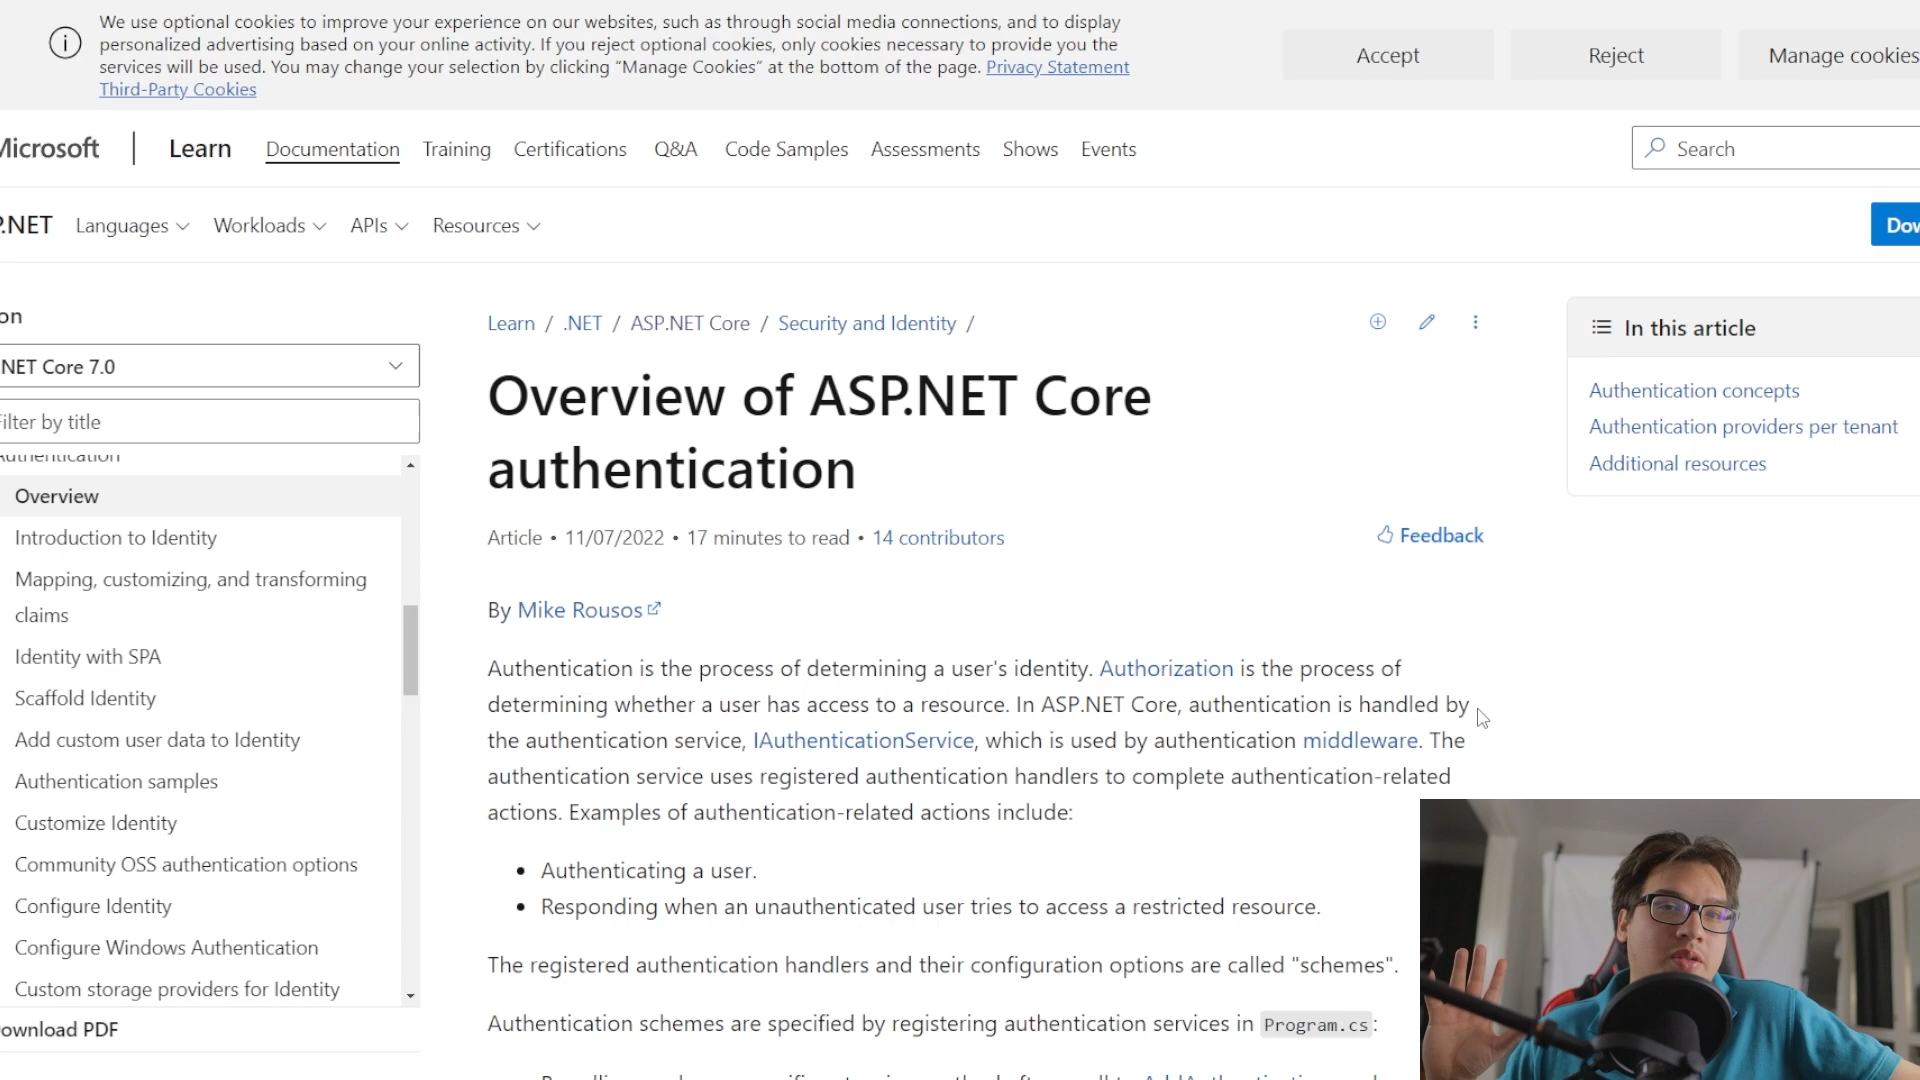 We use optional cookies to improve your experience on our websites, such as through social media connections, and to display
personalized advertising based on your online activity. If you reject optional cookies, only cookies necessary to provide you the
services will be used. You may change your selection by clicking “Manage Cookies” at the bottom of the page. Privacy Statement
Third-Party Cookies
Accept
Reject
Manage cookies
Microsoft
Learn
Documentation
Training
Certifications
Q&A
Code Samples
Assessments
Shows
Events
Search
P.NET
Languages
Workloads
APIs
Resources
Dow
on
NET Core 7.0
Filter by title
Authentication
Overview
Introduction to Identity
Mapping, customizing, and transforming
claims
Identity with SPA
Scaffold Identity
Add custom user data to Identity
Authentication samples
Customize Identity
Community OSS authentication options
Configure Identity
Configure Windows Authentication
Custom storage providers for Identity
ownload PDF
Learn / .NET / ASP.NET Core / Security and Identity /
Overview of ASP.NET Core
authentication
Article • 11/07/2022 • 17 minutes to read • 14 contributors
Feedback
By Mike Rousos
Authentication is the process of determining a user's identity. Authorization is the process of
determining whether a user has access to a resource. In ASP.NET Core, authentication is handled by
the authentication service, IAuthenticationService, which is used by authentication middleware. The
authentication service uses registered authentication handlers to complete authentication-related
actions. Examples of authentication-related actions include:
• Authenticating a user.
• Responding when an unauthenticated user tries to access a restricted resource.
The registered authentication handlers and their configuration options are called "schemes".
Authentication schemes are specified by registering authentication services in Program.cs:
In this article
Authentication concepts
Authentication providers per tenant
Additional resources